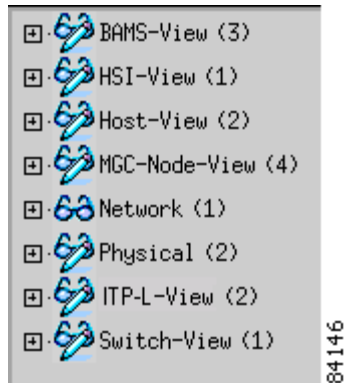 BAMS-View (3)
HSI-View (1)
Host-View (2)
MGC-Node-View (4)
Network (1)
Physical (2)
ITP-L-View (2)
Switch-View (1)
84146